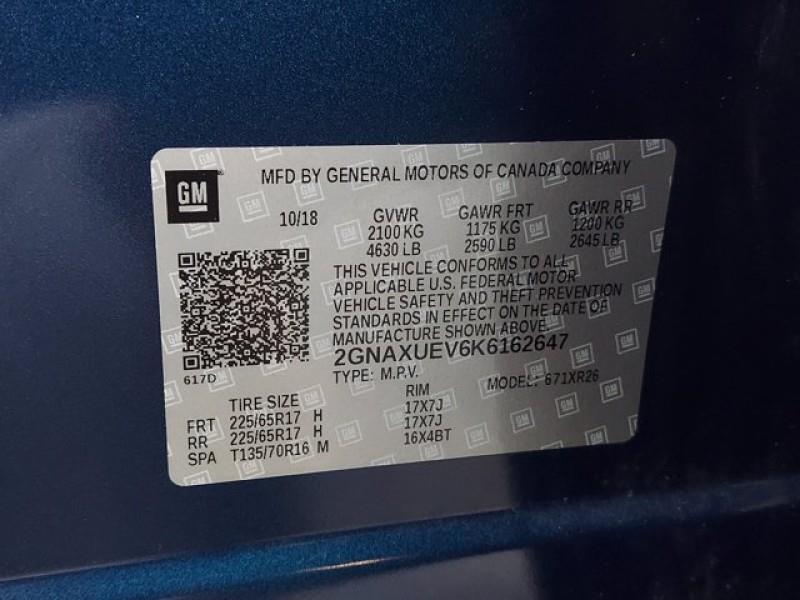 GM
MFD BY GENERAL MOTORS OF CANADA COMPANY
10/18 GVWR GAWR FRT GAWR RR
2100 KG 1175 KG 1200 KG
4630 LB 2590 LB 2645 LB
THIS VEHICLE CONFORMS TO ALL
APPLICABLE U.S. FEDERAL MOTOR
VEHICLE SAFETY AND THEFT PREVENTION
STANDARDS IN EFFECT ON THE DATE OF
MANUFACTURE SHOWN ABOVE.
2GNAXUEV6K6162647
617D
TYPE: M.P.V. MODEL: 671XR26
TIRE SIZE RIM
FRT 225/65R17 H 17X7J
RR 225/65R17 H 17X7J
SPA T135/70R16 M 16X4BT